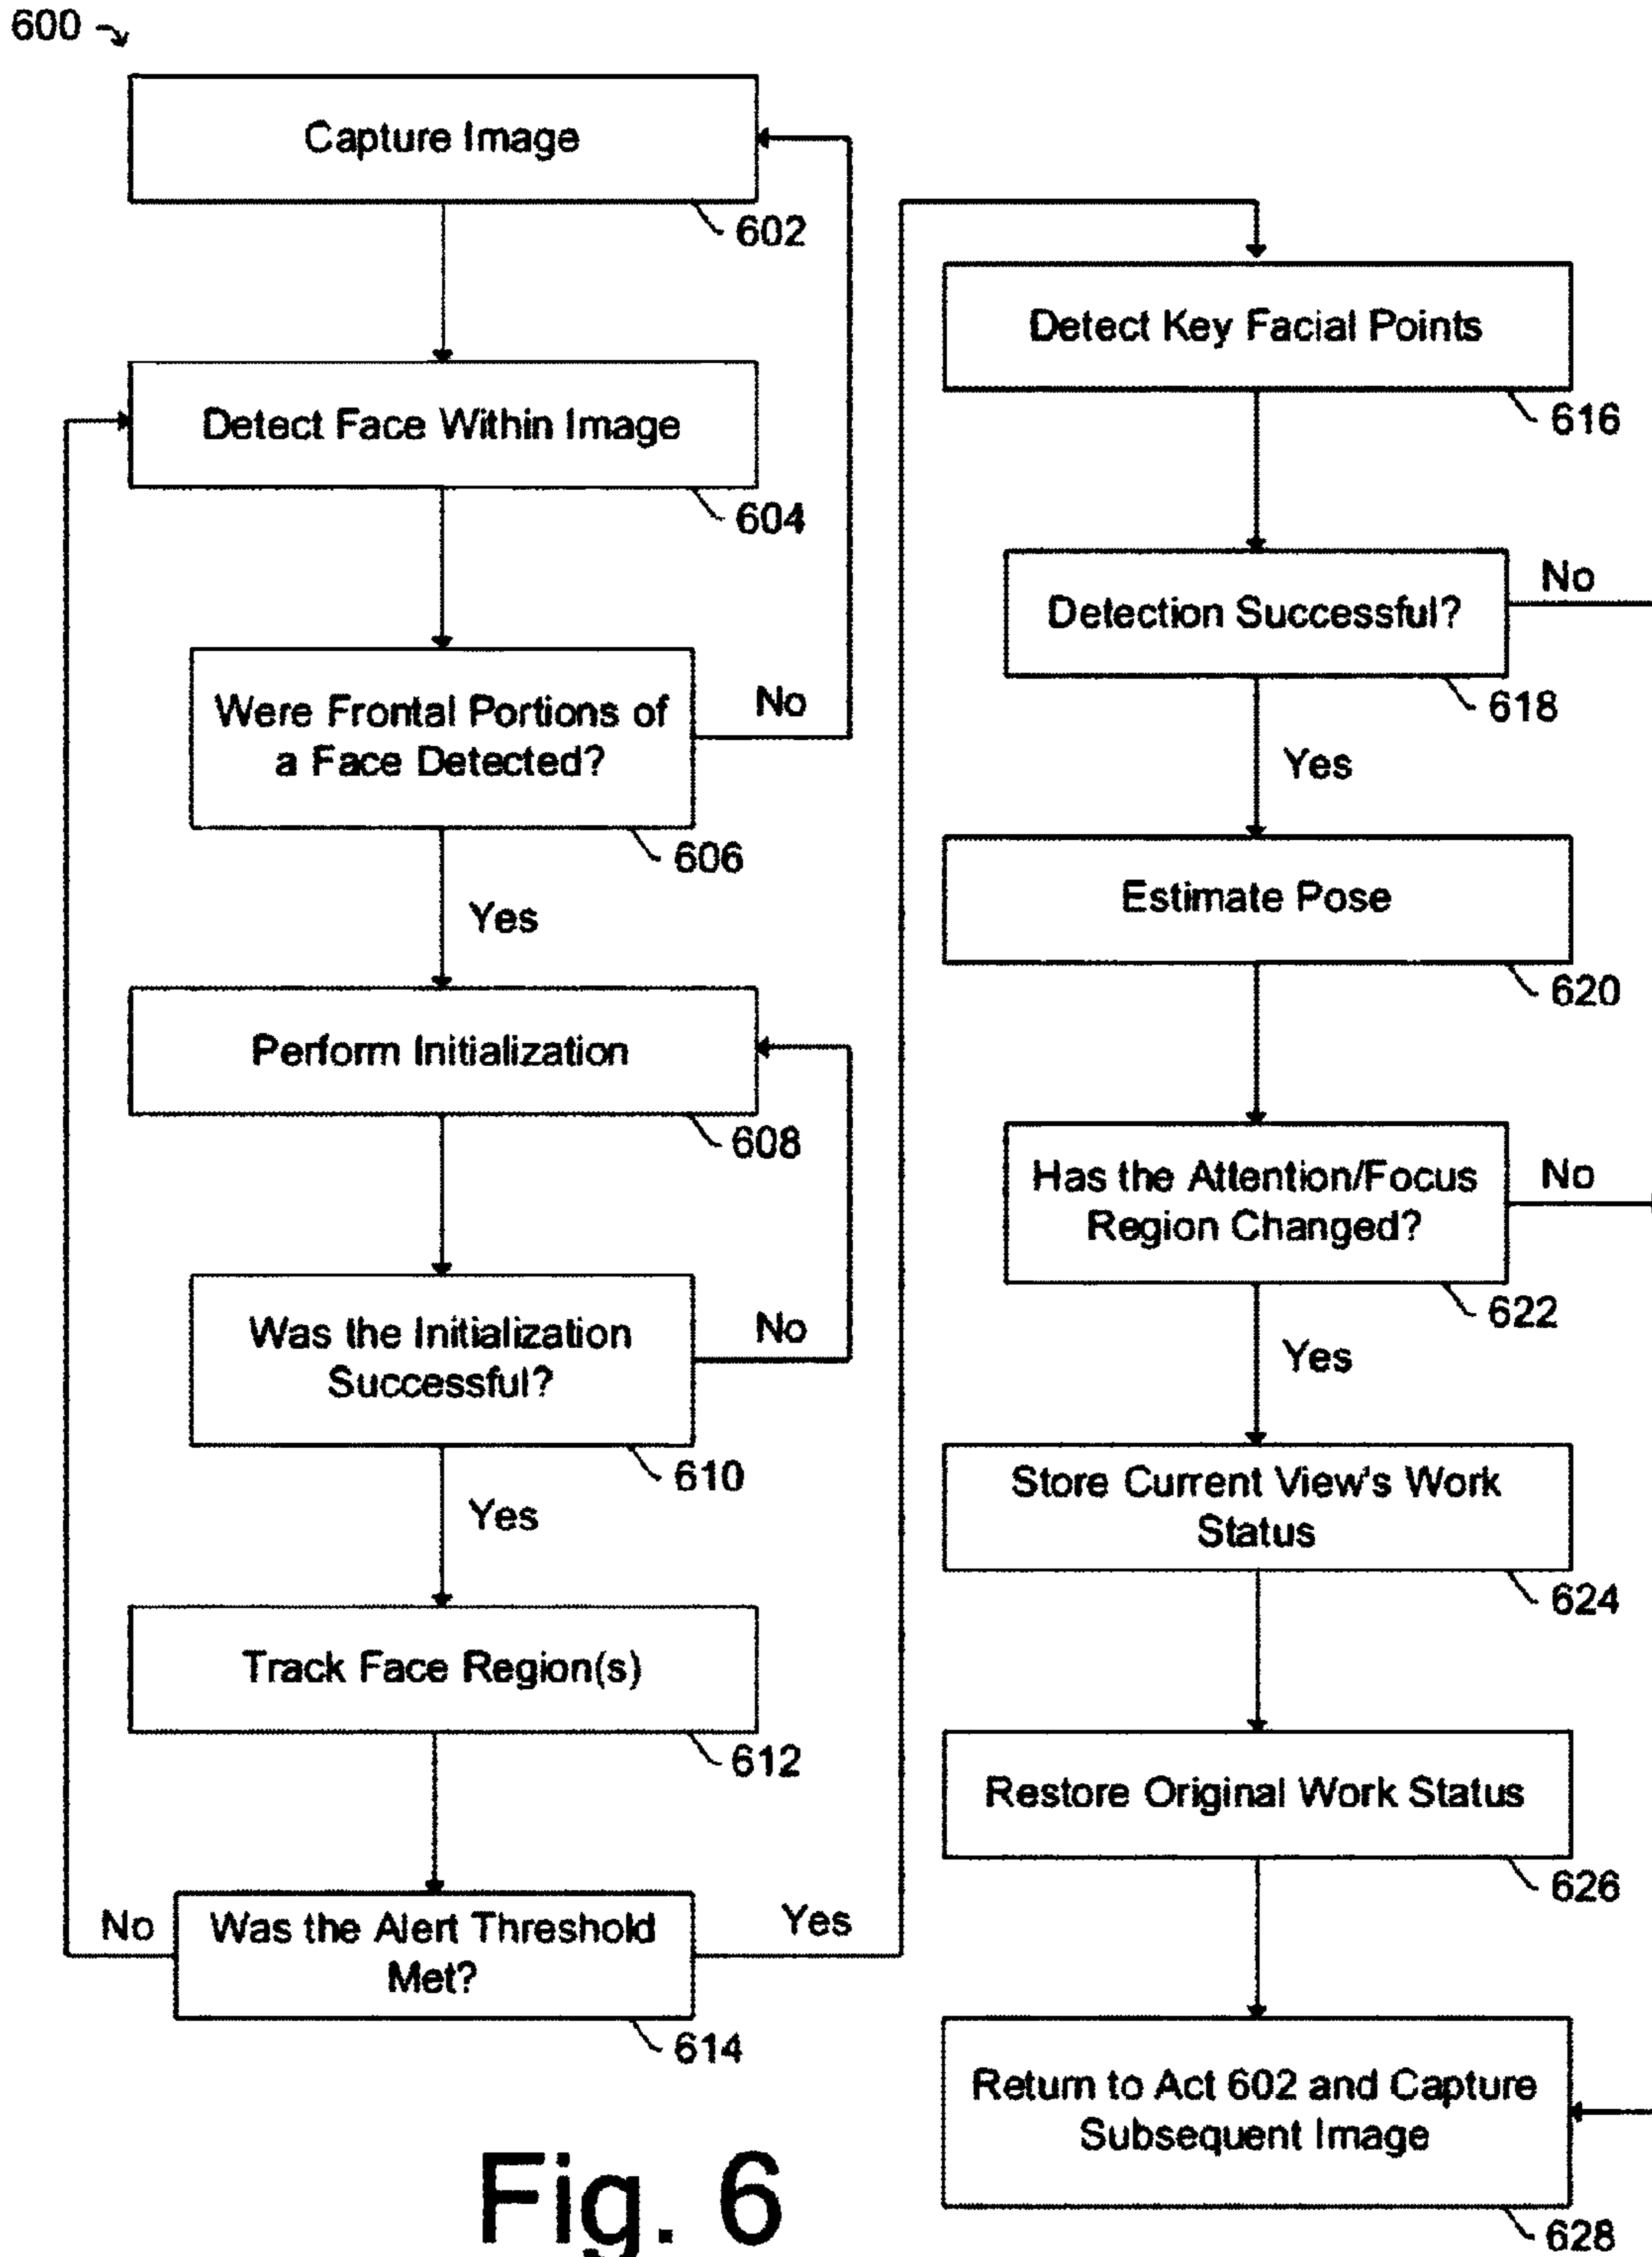 600
Capture Image
602
Detect Face Within Image
604
Were Frontal Portions of
a Face Detected?
No
606
Yes
Perform Initialization
608
Was the Initialization
Successful?
No
610
Yes
Track Face Region(s)
612
Was the Alert Threshold
Met?
No
Yes
614
Detect Key Facial Points
616
Detection Successful?
No
618
Yes
Estimate Pose
620
Has the Attention/Focus
Region Changed?
No
622
Yes
Store Current View's Work
Status
624
Restore Original Work Status
626
Return to Act 602 and Capture
Subsequent Image
628
Fig. 6